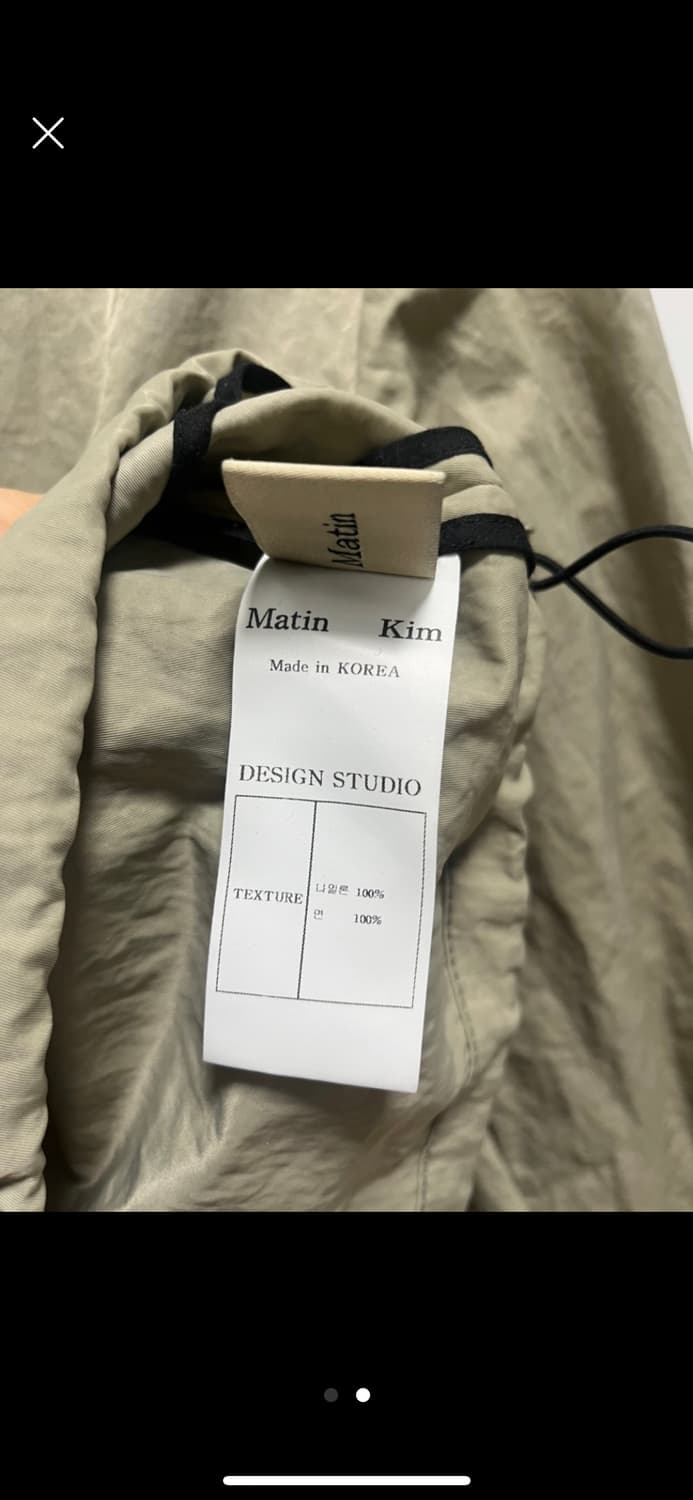 Matin
Matin Kim
Made in KOREA
DESIGN STUDIO
TEXTURE
나일론 100%
면 100%